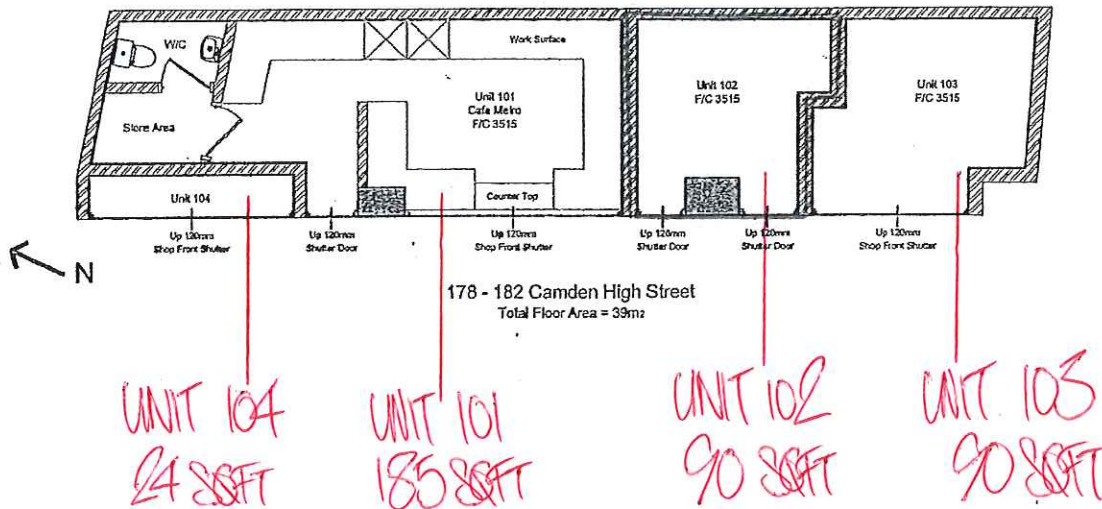 W/C
Work Surface
Unit 101
Cafe Metro
F/C 3515
Unit 102
F/C 3515
Unit 103
F/C 3515
Store Area
Unit 104
Counter Top
Up 120mm
Shop Front Shutter
Up 120mm
Shutter Door
Up 120mm
Shop Front Shutter
Up 120mm
Shutter Door
Up 120mm
Shutter Door
Up 120mm
Shop Front Shutter
N
178 - 182 Camden High Street
Total Floor Area = 39m2
UNIT 104
24 SQFT
UNIT 101
185 SQFT
UNIT 102
90 SQFT
UNIT 103
90 SQFT